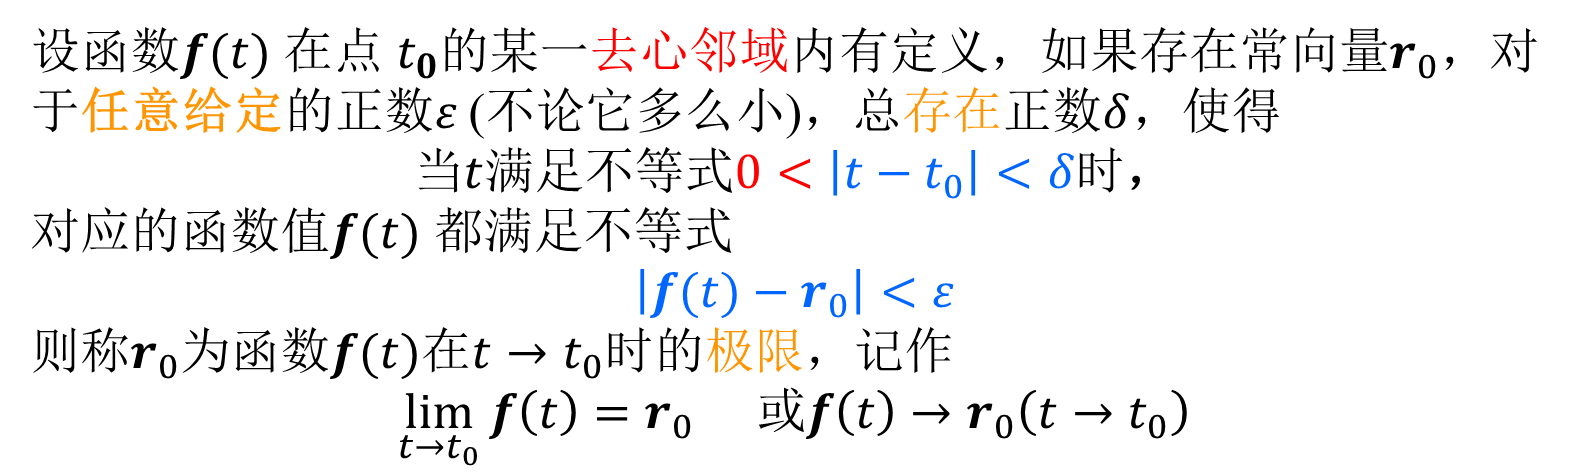 设函数f(t) 在点 t₀的某一去心邻域内有定义，如果存在常向量r₀，对
于任意给定的正数ε (不论它多么小)，总存在正数δ，使得
当t满足不等式0 < |t − t₀| < δ时，
对应的函数值f(t) 都满足不等式
|f(t) − r₀| < ε
则称r₀为函数f(t)在t → t₀时的极限，记作
lim_{t→t₀} f(t) = r₀ 或f(t) → r₀(t → t₀)